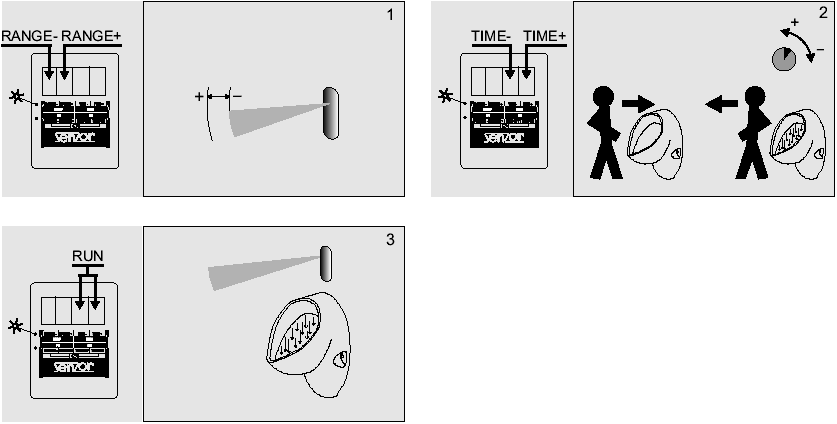 1
RANGE- RANGE+
+ –
senzor
2
TIME- TIME+
+
–
senzor
3
RUN
senzor